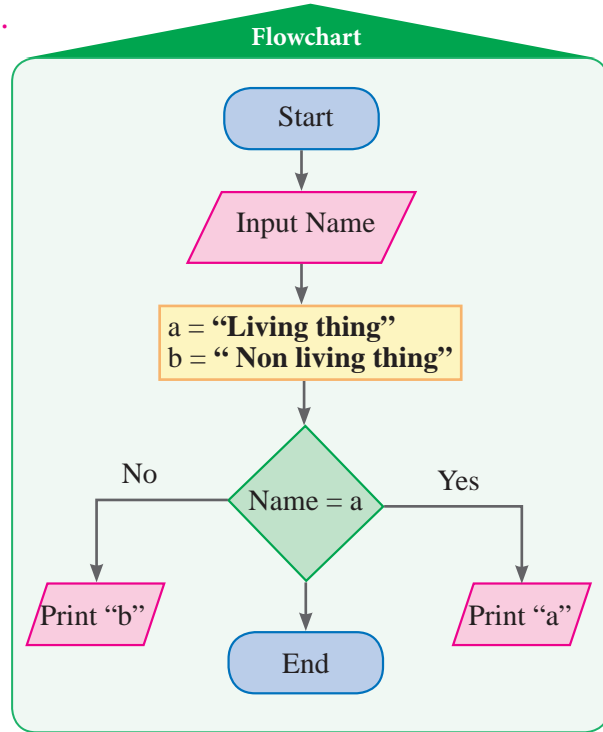 Flowchart
Start
Input Name
a = “Living thing”
b = “ Non living thing”
No
Yes
Name = a
Print “b”
Print “a”
End